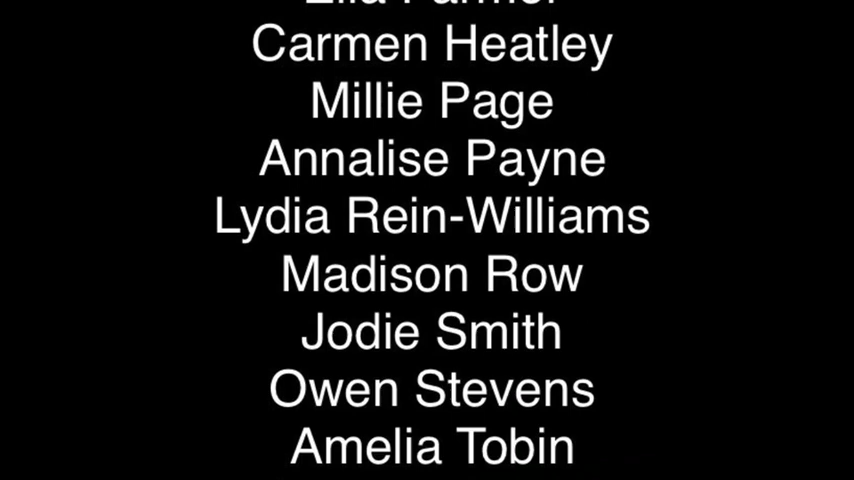 Carmen Heatley
Millie Page
Annalise Payne
Lydia Rein-Williams
Madison Row
Jodie Smith
Owen Stevens
Amelia Tobin